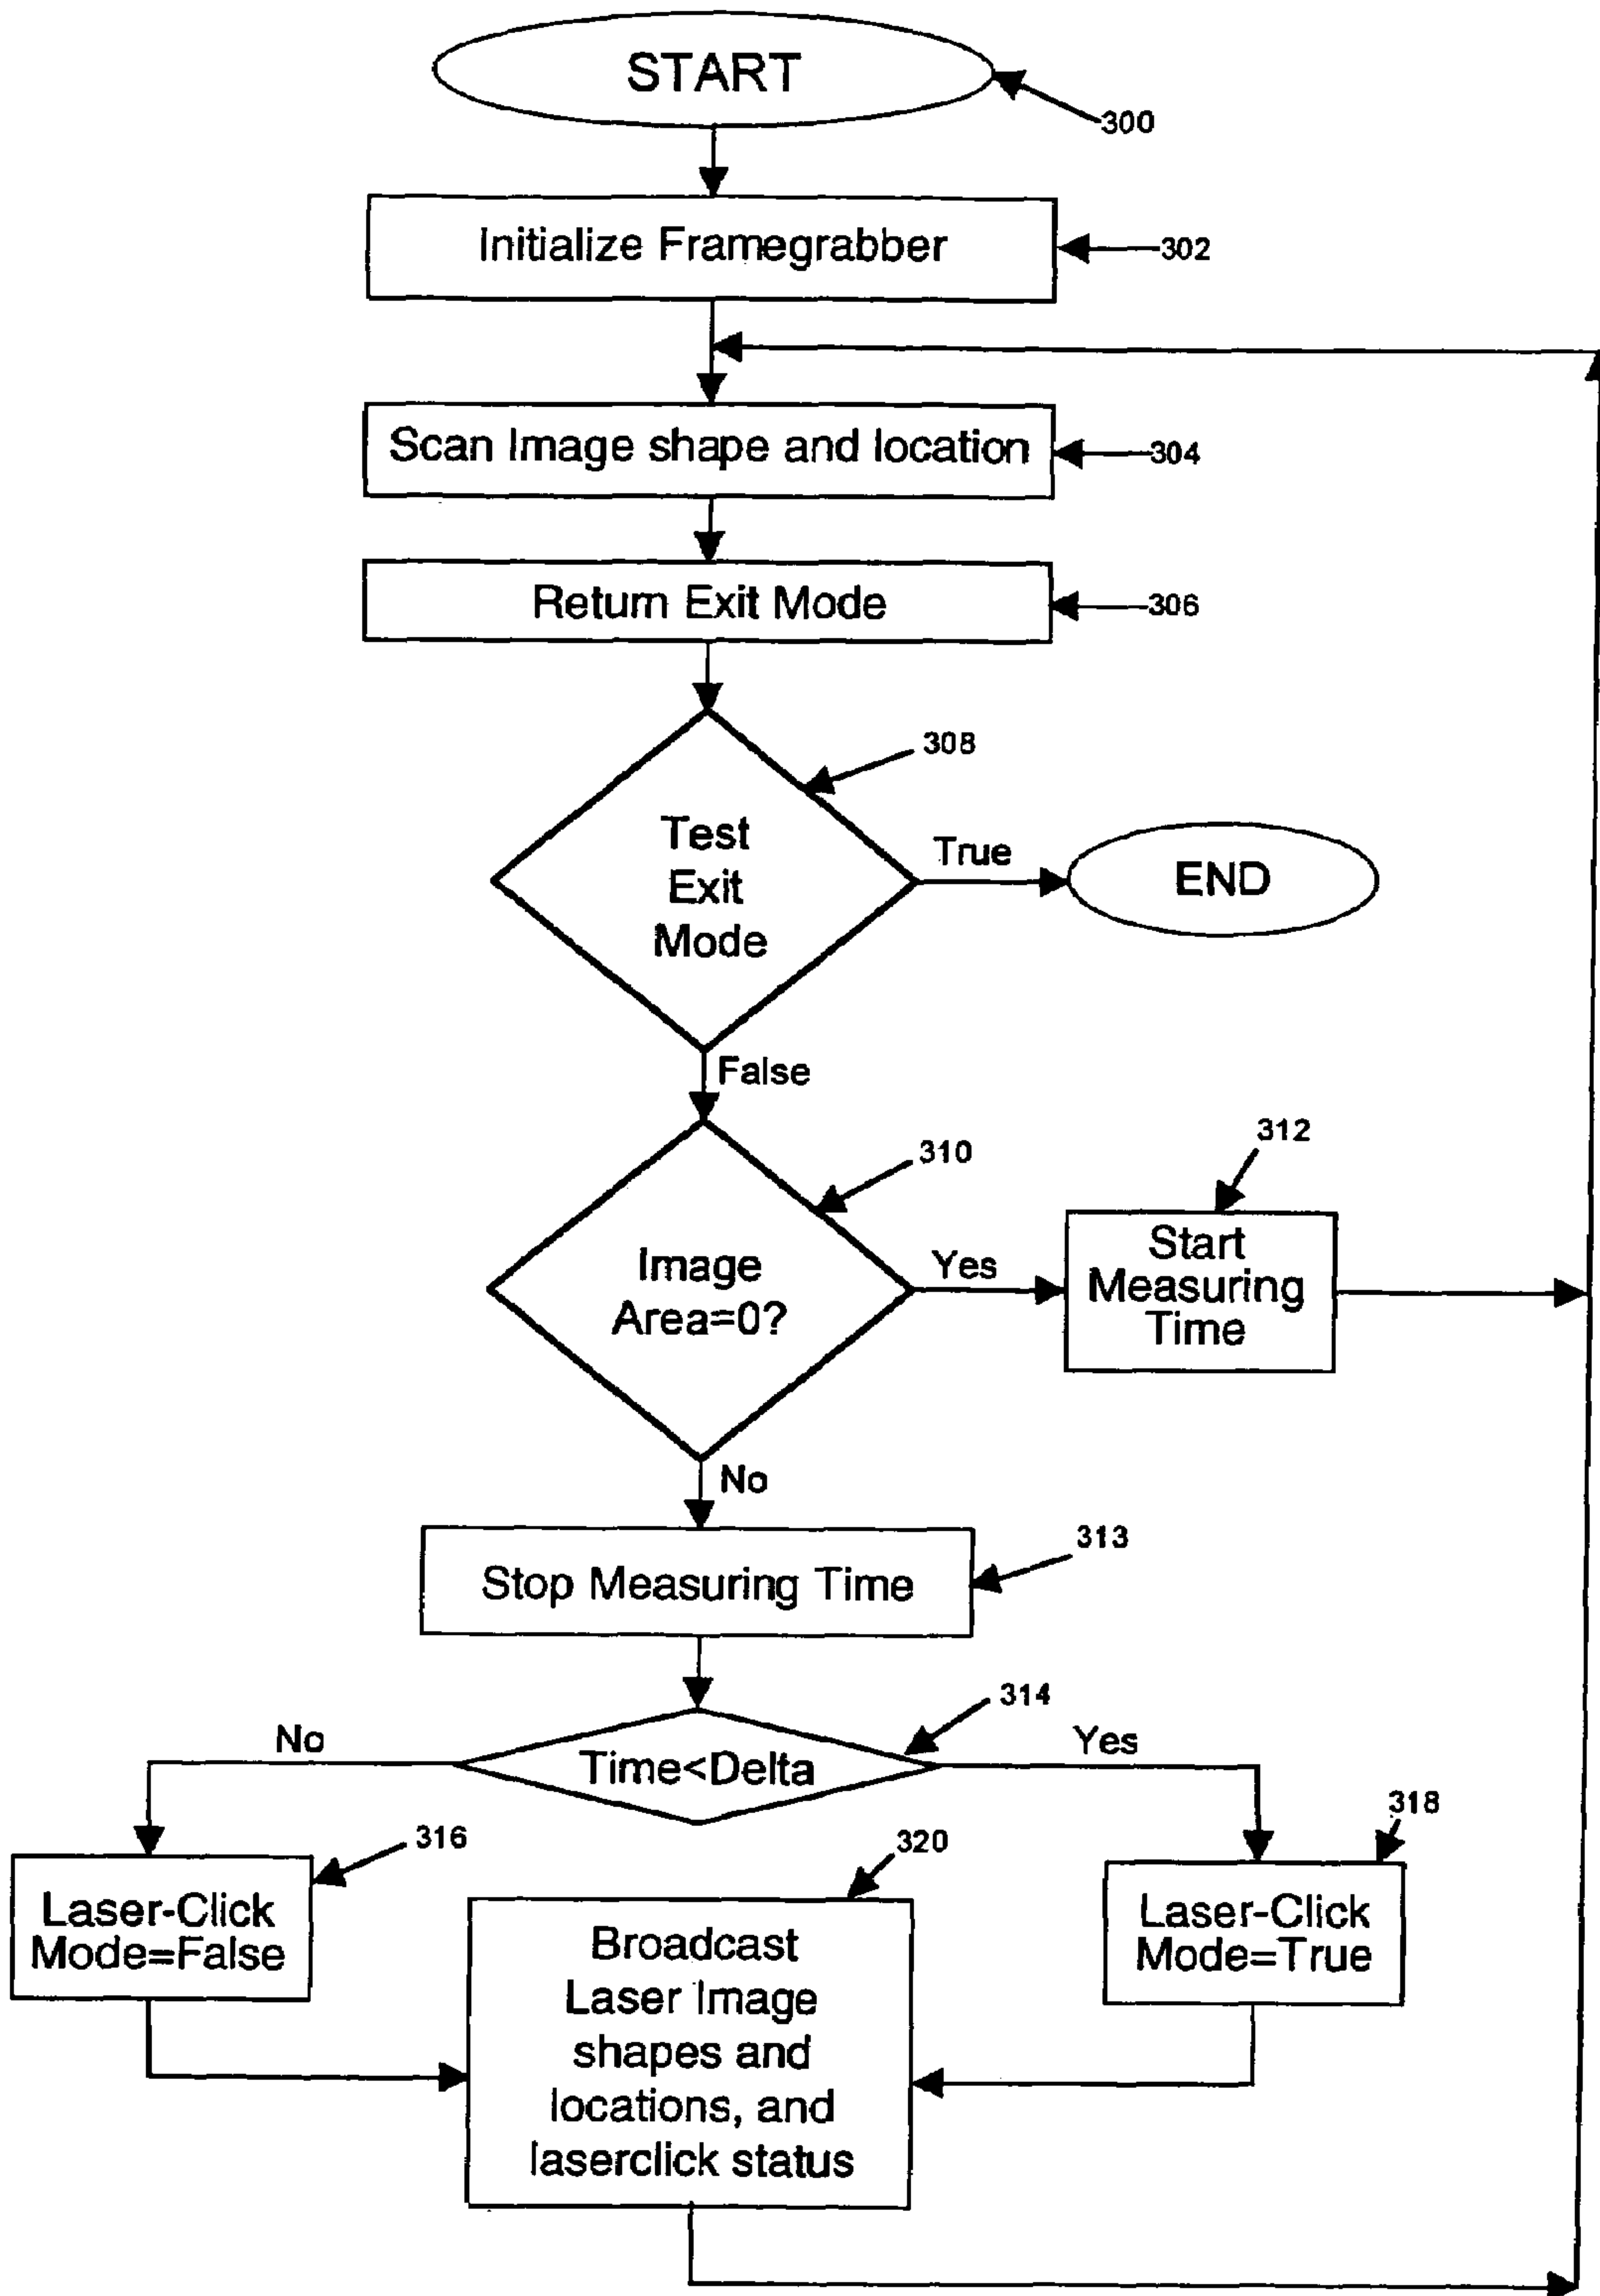 START
300
Initialize Framegrabber
302
Scan Image shape and location
304
Return Exit Mode
306
308
Test
Exit
Mode
True
END
False
310
312
Image
Area=0?
Yes
Start
Measuring
Time
No
313
Stop Measuring Time
314
No
Time<Delta
Yes
316
320
318
Laser-Click
Mode=False
Broadcast
Laser Image
shapes and
locations, and
laserclick status
Laser-Click
Mode=True